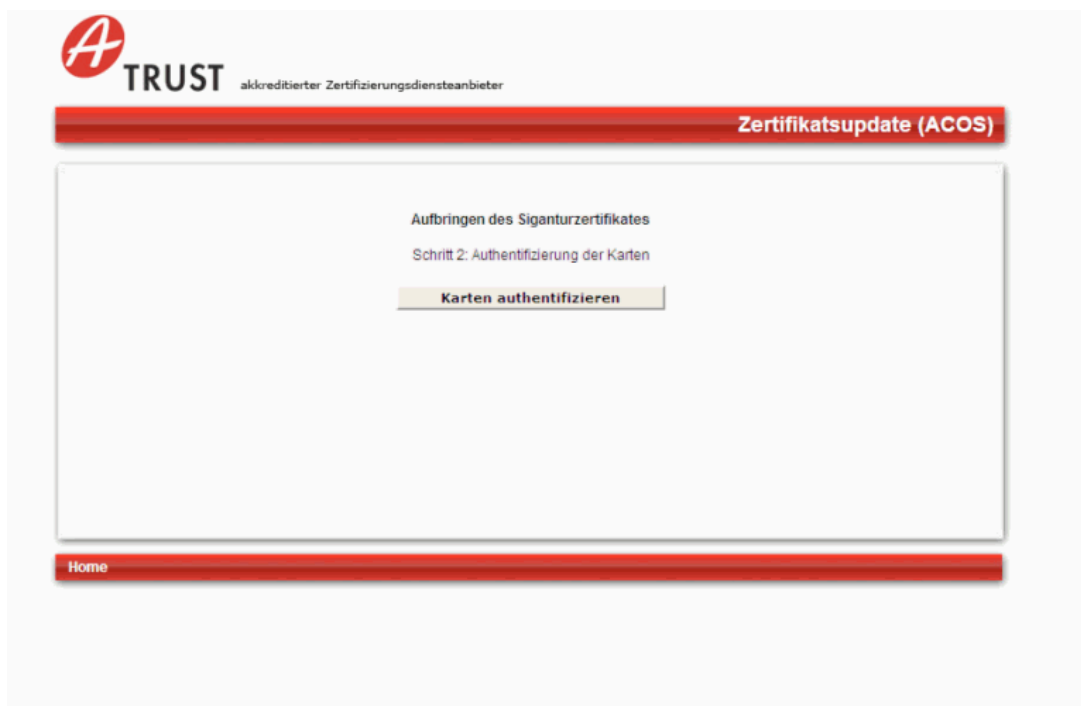 A
TRUST akkreditierter Zertifizierungsdiensteanbieter
Zertifikatsupdate (ACOS)
Aufbringen des Siganturzertifikates
Schritt 2: Authentifizierung der Karten
Karten authentifizieren
Home